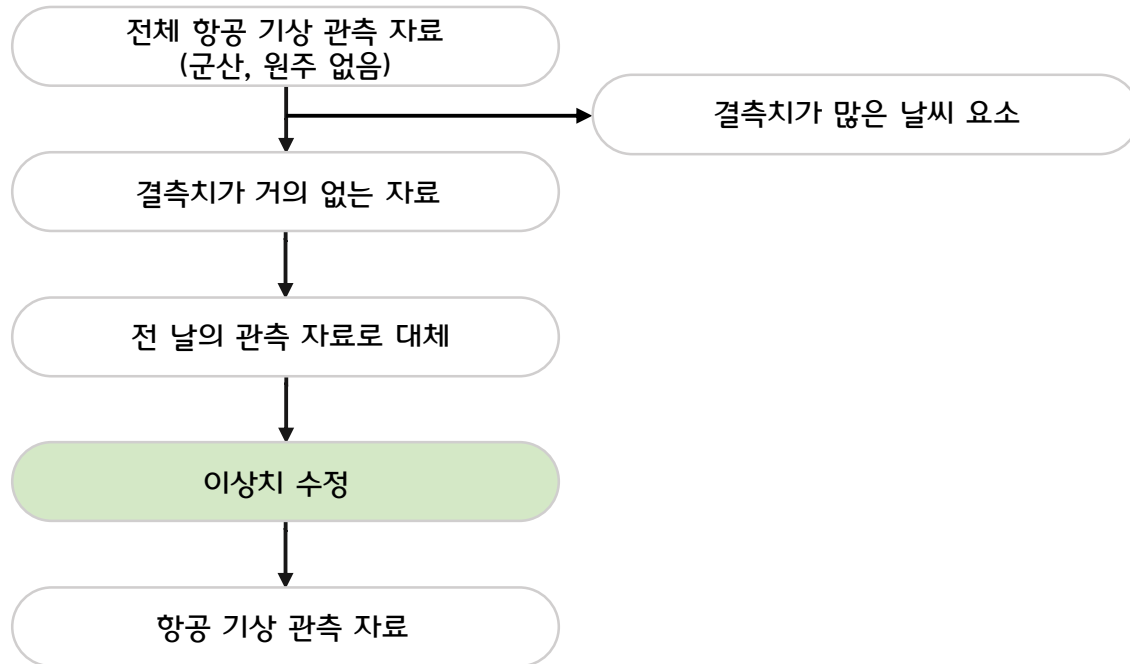 전체 항공 기상 관측 자료
(군산, 원주 없음)
결측치가 많은 날씨 요소
결측치가 거의 없는 자료
전 날의 관측 자료로 대체
이상치 수정
항공 기상 관측 자료